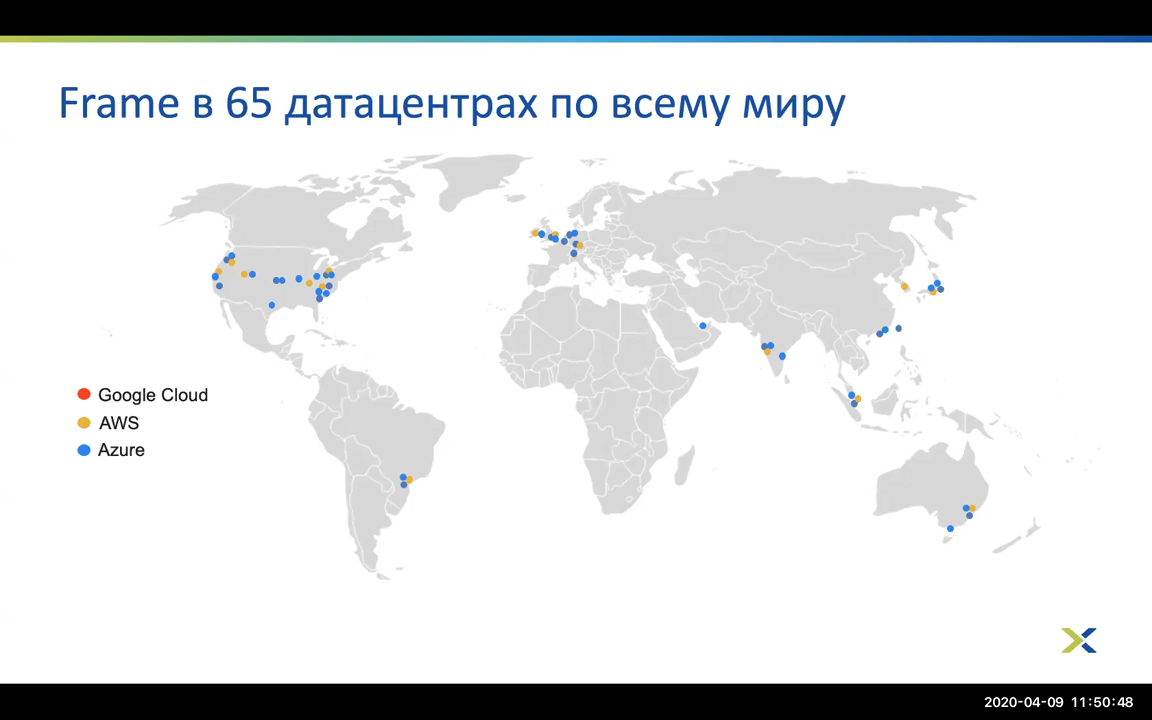 Frame в 65 датацентрах по всему миру
Google Cloud
AWS
Azure
2020-04-09 11:50:48